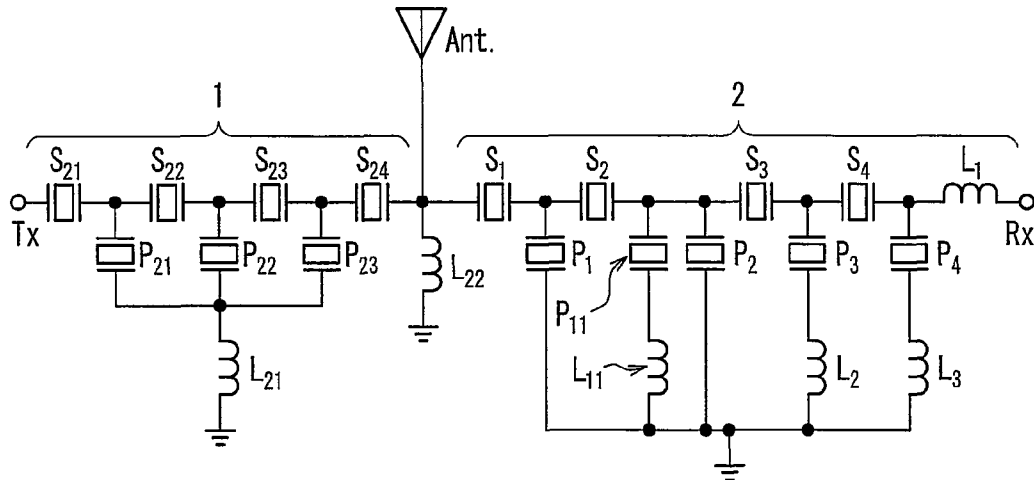 Ant.
1
2
S21 S22 S23 S24 S1 S2 S3 S4 L1
Tx Rx
P21 P22 P23 L22 P1 P11 P2 P3 P4
L21 L11 L2 L3